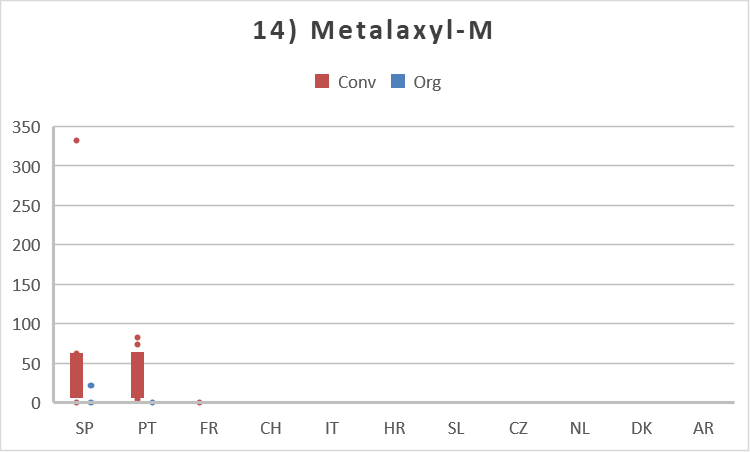 14) Metalaxyl-M
Conv Org
350
300
250
200
150
100
50
0
SP PT FR CH IT HR SL CZ NL DK AR